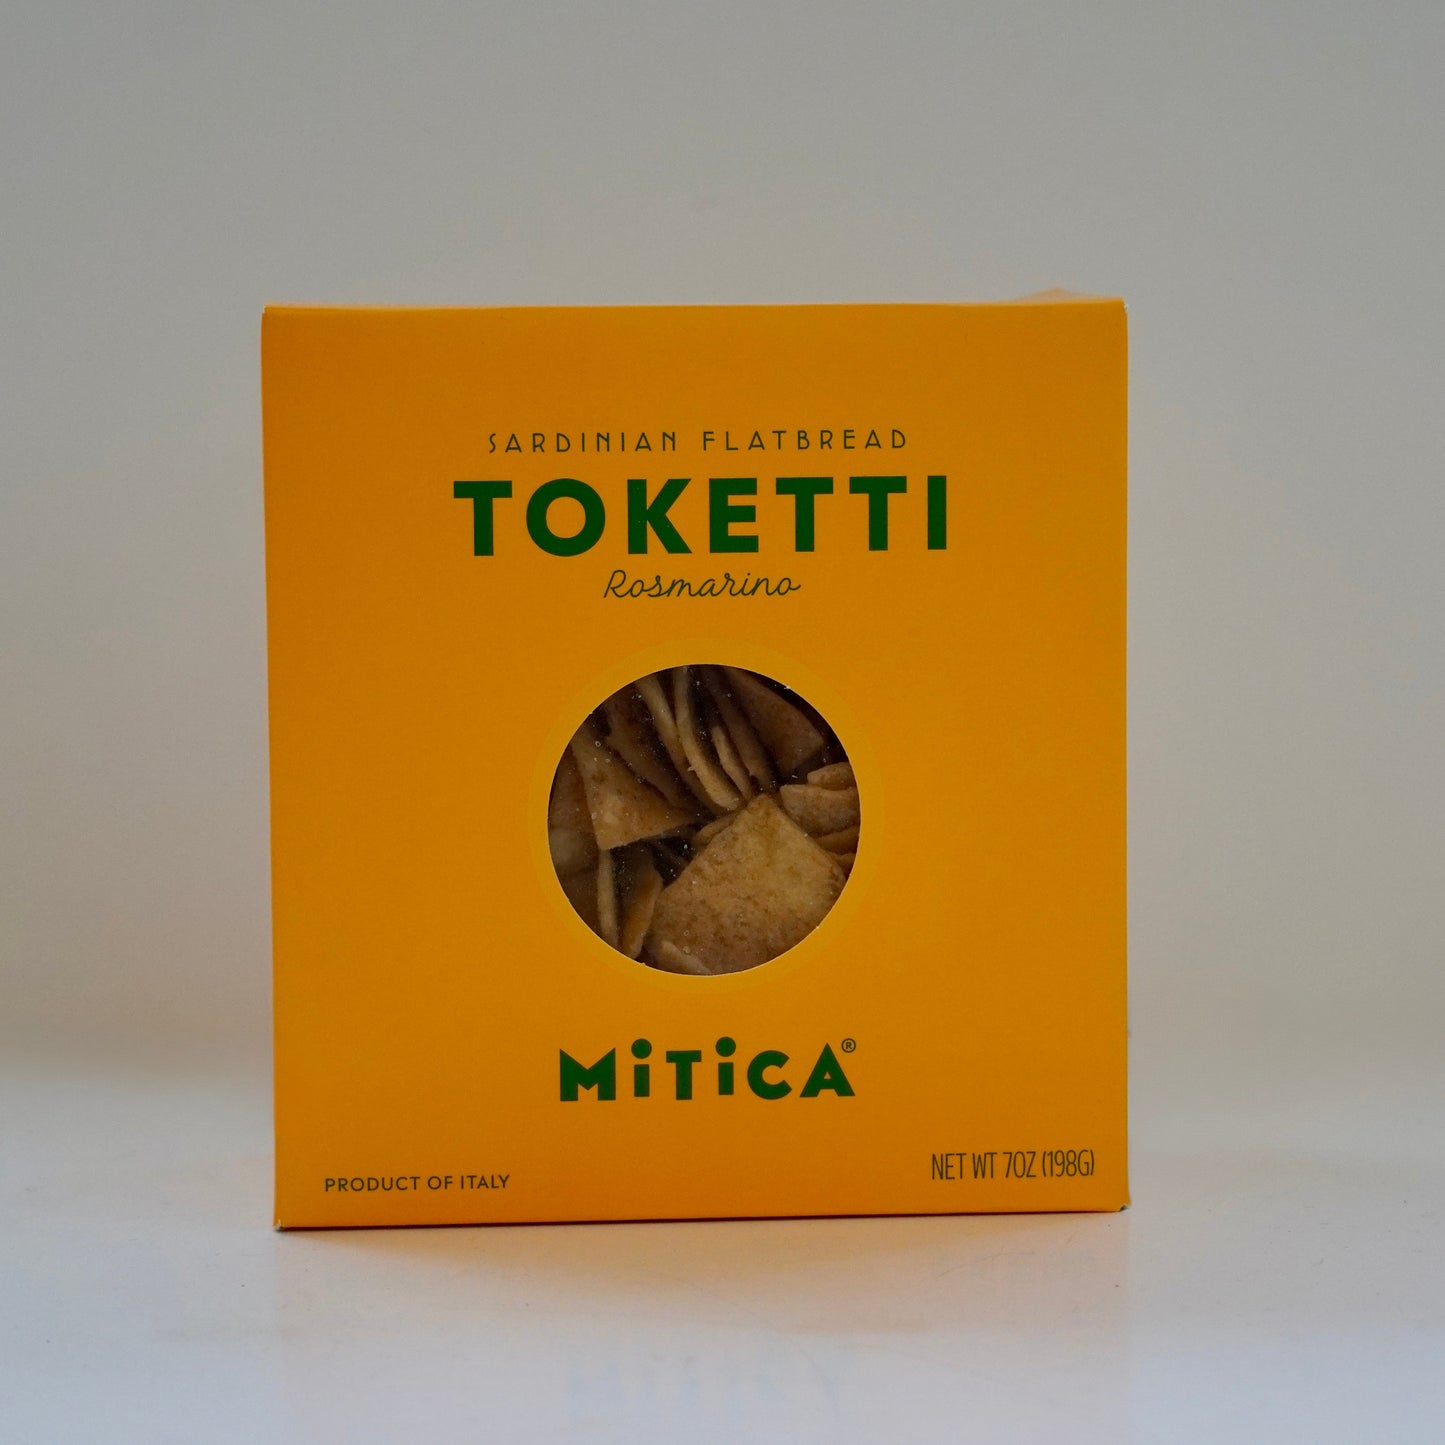 SARDINIAN FLATBREAD
TOKETTI
Rosmarino
MiTiCA®
PRODUCT OF ITALY
NET WT 7OZ (198G)